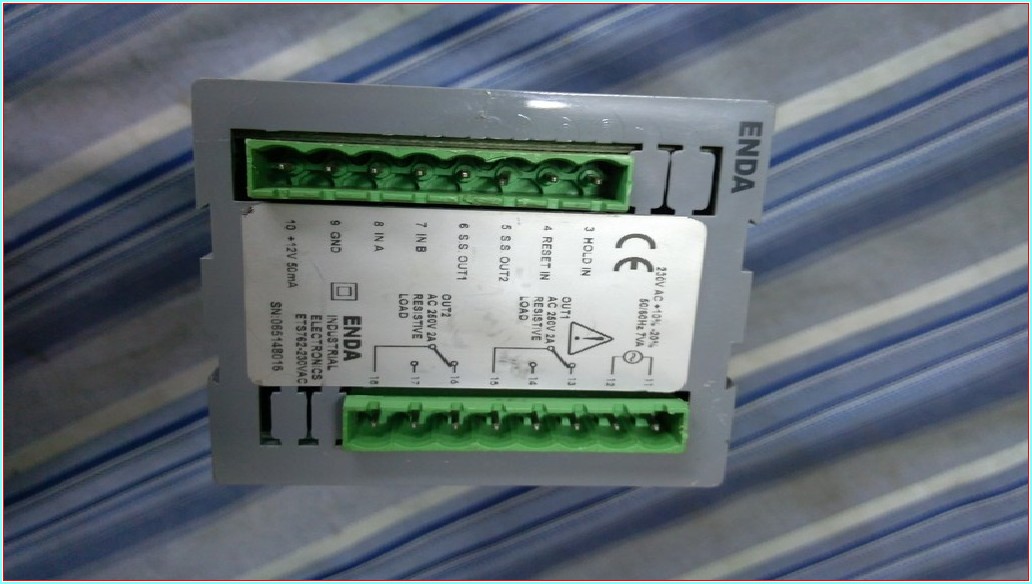 ENDA
230V AC +10% -20%
50/60Hz 7VA
CE
3 HOLD IN
4 RESET IN
5 S S OUT2
6 S S OUT1
7 IN B
8 IN A
9 GND
10 +12V 50mA
11
12
OUT1
AC 250V 2A
RESISTIVE
LOAD
13
14
15
OUT2
AC 250V 2A
RESISTIVE
LOAD
16
17
18
ENDA
INDUSTRIAL
ELECTRONICS